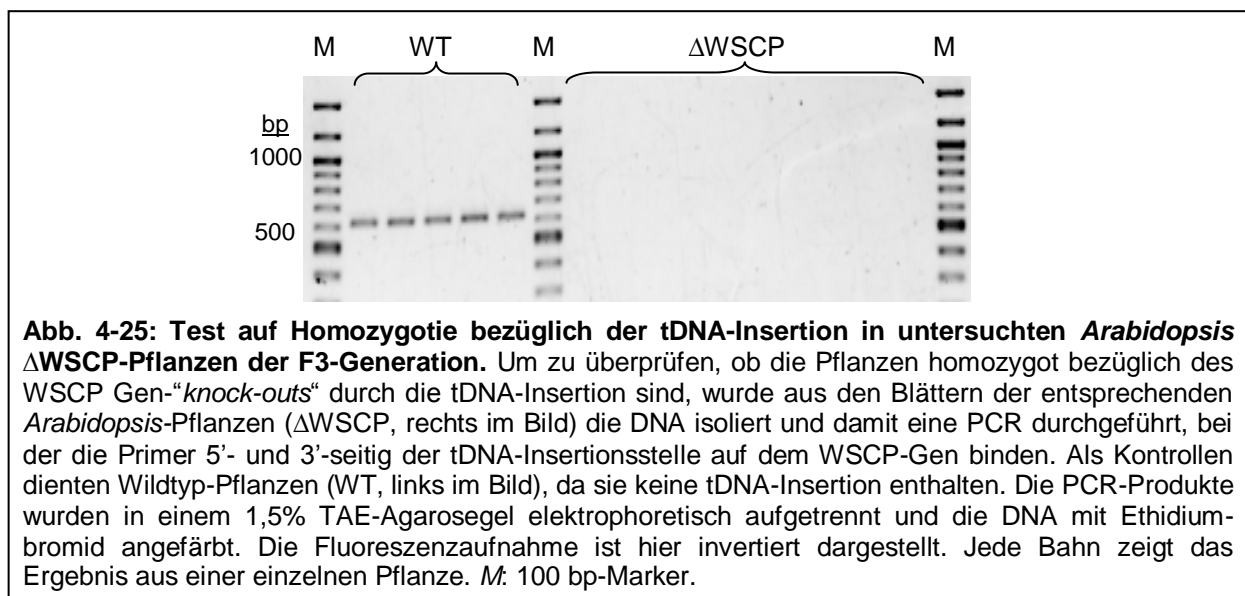 M WT M ΔWSCP M
bp
1000
500
Abb. 4-25: Test auf Homozygotie bezüglich der tDNA-Insertion in untersuchten Arabidopsis
ΔWSCP-Pflanzen der F3-Generation. Um zu überprüfen, ob die Pflanzen homozygot bezüglich des
WSCP Gen-“knock-outs“ durch die tDNA-Insertion sind, wurde aus den Blättern der entsprechenden
Arabidopsis-Pflanzen (ΔWSCP, rechts im Bild) die DNA isoliert und damit eine PCR durchgeführt, bei
der die Primer 5’- und 3’-seitig der tDNA-Insertionsstelle auf dem WSCP-Gen binden. Als Kontrollen
dienten Wildtyp-Pflanzen (WT, links im Bild), da sie keine tDNA-Insertion enthalten. Die PCR-Produkte
wurden in einem 1,5% TAE-Agarosegel elektrophoretisch aufgetrennt und die DNA mit Ethidium-
bromid angefärbt. Die Fluoreszenzaufnahme ist hier invertiert dargestellt. Jede Bahn zeigt das
Ergebnis aus einer einzelnen Pflanze. M: 100 bp-Marker.